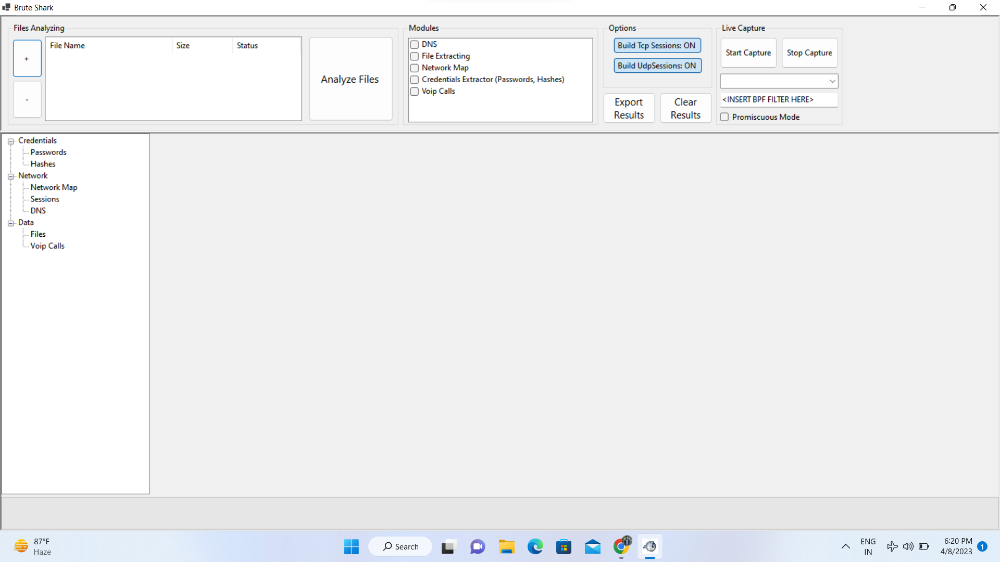 Brute Shark
Files Analyzing
+
-
File Name Size Status
Analyze Files
Modules
DNS
File Extracting
Network Map
Credentials Extractor (Passwords, Hashes)
Voip Calls
Options
Build Tcp Sessions: ON
Build UdpSessions: ON
Export
Results
Clear
Results
Live Capture
Start Capture
Stop Capture
<INSERT BPF FILTER HERE>
Promiscuous Mode
Credentials
Passwords
Hashes
Network
Network Map
Sessions
DNS
Data
Files
Voip Calls
87°F
Haze
Search
ENG
IN
6:20 PM
4/8/2023
1